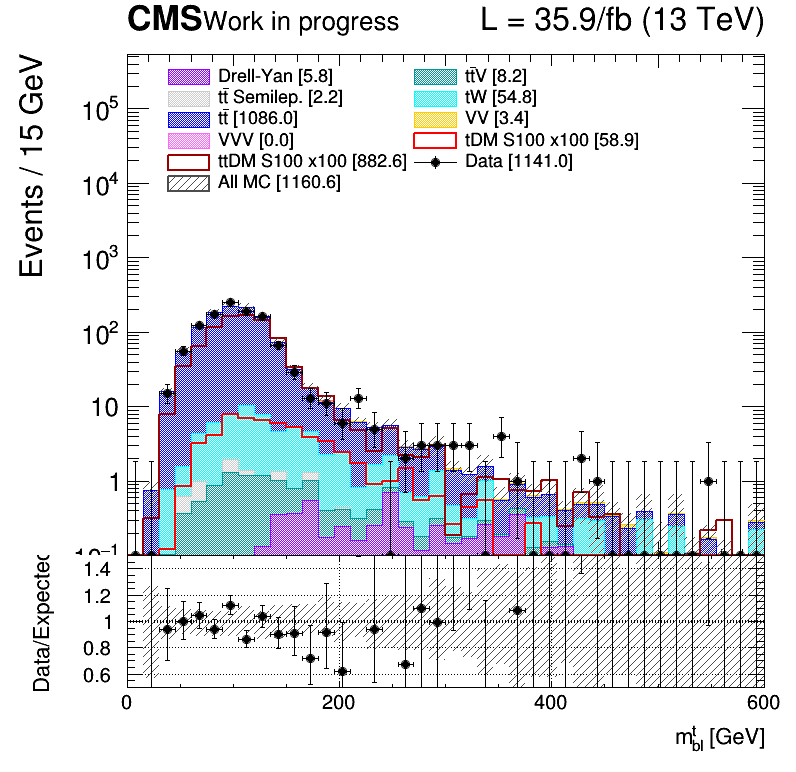 CMS Work in progress L = 35.9/fb (13 TeV)
Events / 15 GeV
10⁵
10⁴
10³
10²
10
1
10⁻¹
Drell-Yan [5.8]
tt̄ Semilep. [2.2]
tt̄ [1086.0]
VVV [0.0]
ttDM S100 x100 [882.6]
All MC [1160.6]
tt̄V [8.2]
tW [54.8]
VV [3.4]
tDM S100 x100 [58.9]
Data [1141.0]
Data/Expected
1.4
1.2
1
0.8
0.6
0 200 400 600
mᵗbl [GeV]